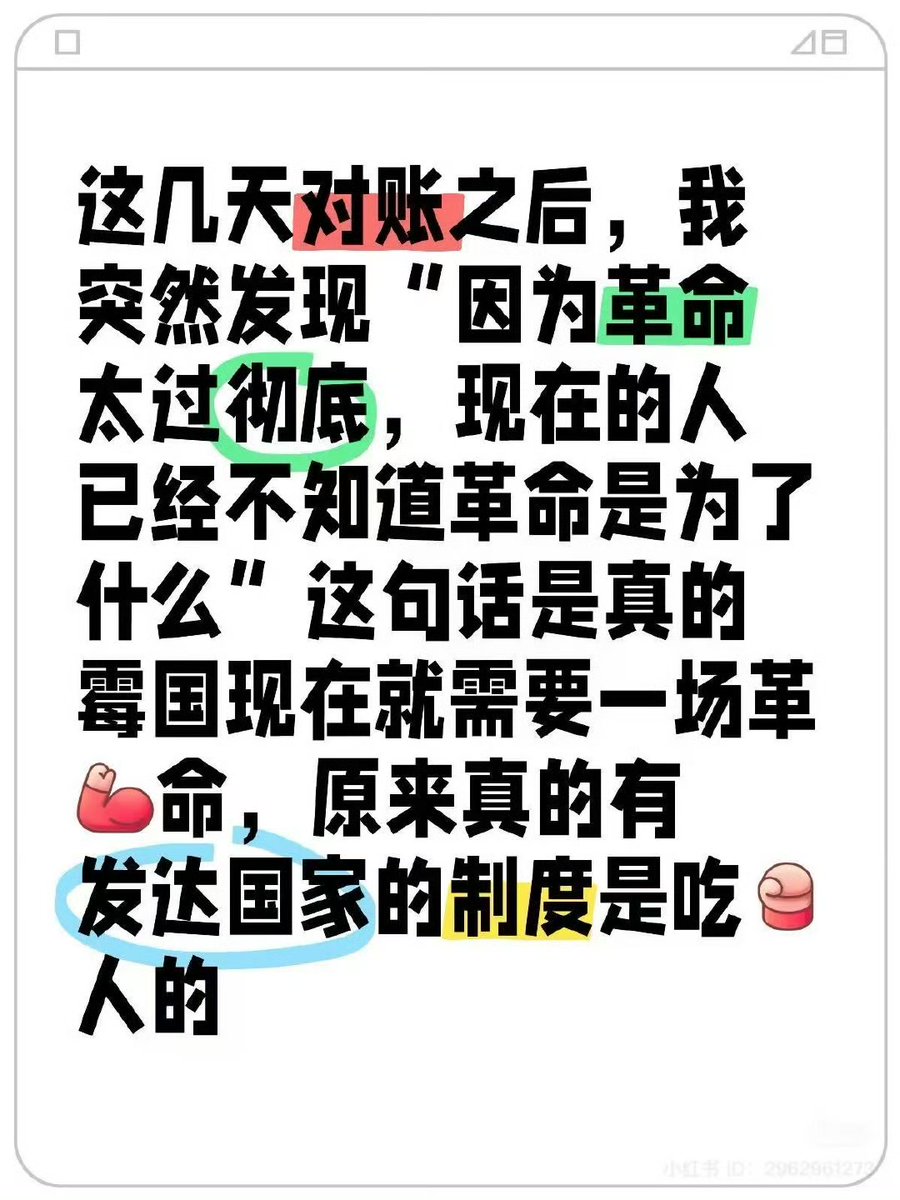 这几天对账之后，我
突然发现“因为革命
太过彻底，现在的人
已经不知道革命是为了
什么”这句话是真的
霉国现在就需要一场革
命，原来真的有
发达国家的制度是吃
人的
小红书 ID：2962961273